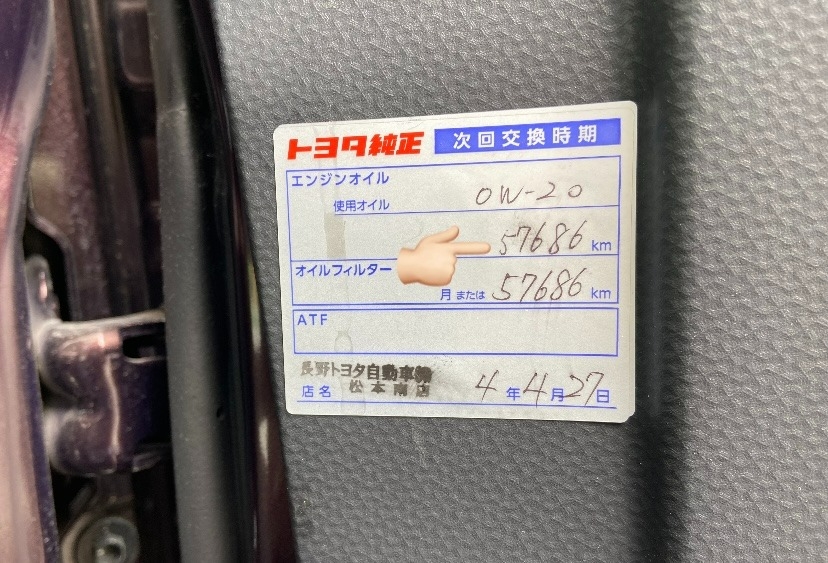 トヨタ純正 次回交換時期
エンジンオイル
使用オイル 0W-20
57686 km
オイルフィルター
月または 57686 km
ATF
長野トヨタ自動車㈱
店名 松本南店 4年4月27日